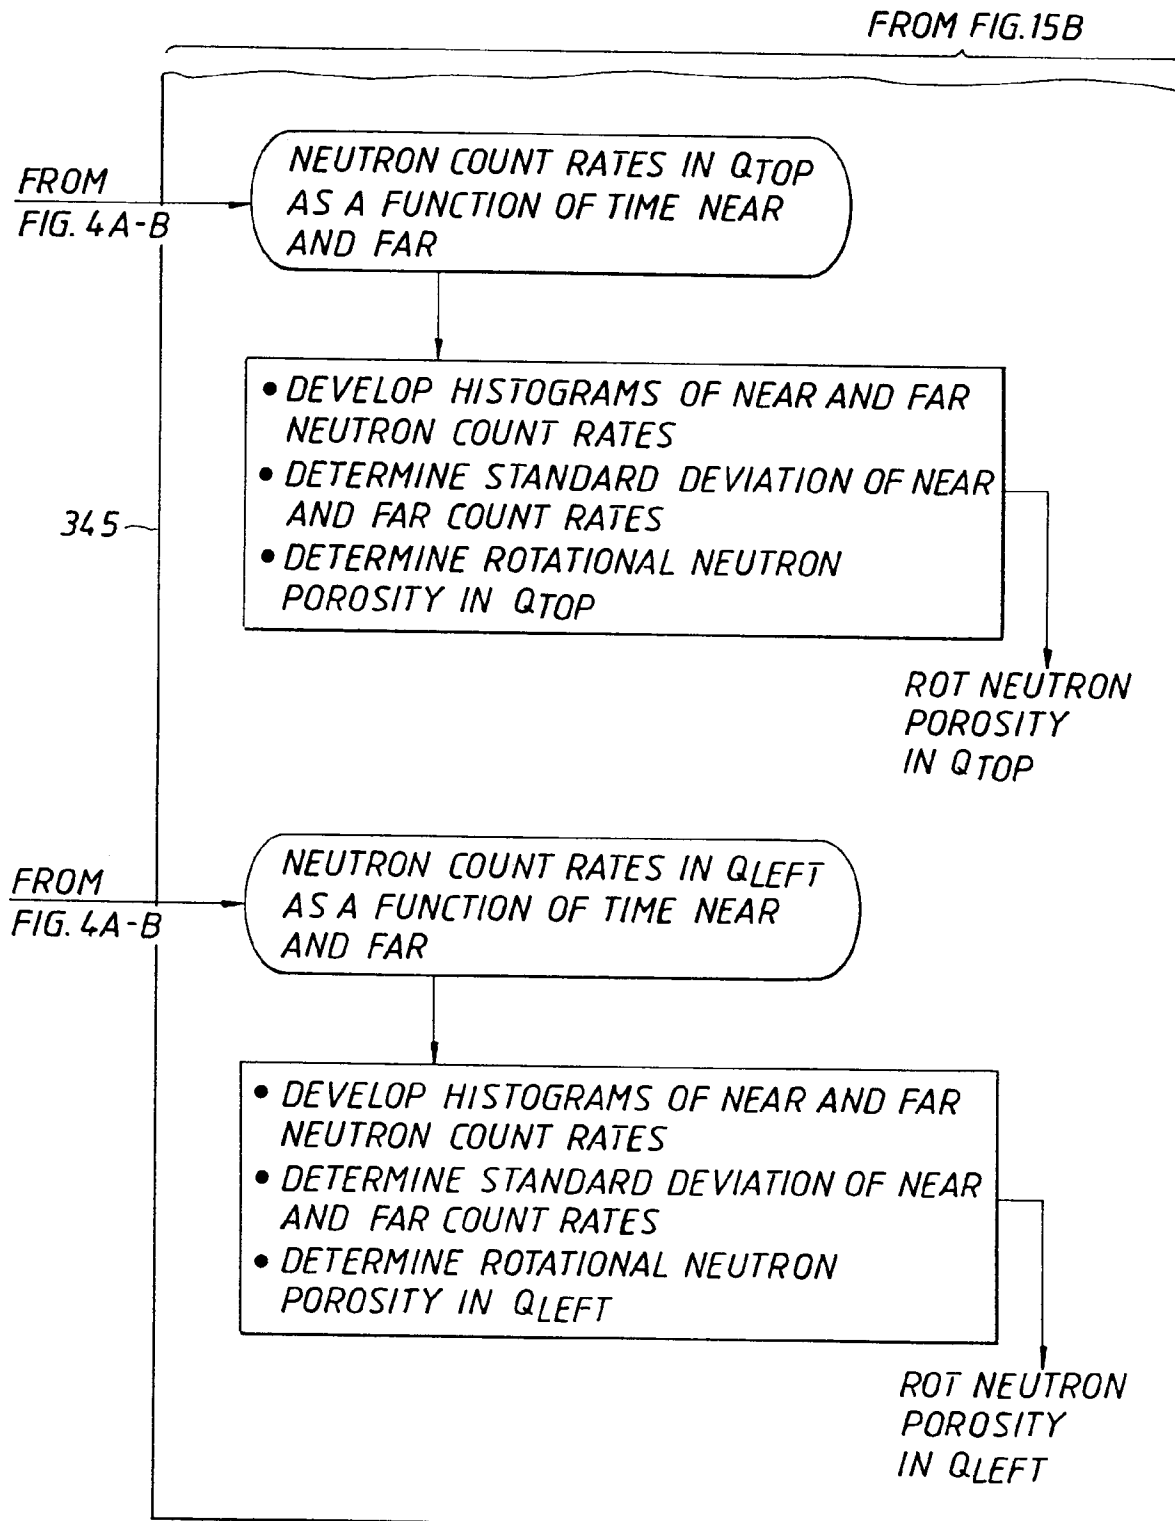 FROM FIG.15B
NEUTRON COUNT RATES IN QTOP
AS A FUNCTION OF TIME NEAR
AND FAR
FROM
FIG. 4A-B
• DEVELOP HISTOGRAMS OF NEAR AND FAR
NEUTRON COUNT RATES
• DETERMINE STANDARD DEVIATION OF NEAR
AND FAR COUNT RATES
• DETERMINE ROTATIONAL NEUTRON
POROSITY IN QTOP
345
ROT NEUTRON
POROSITY
IN QTOP
NEUTRON COUNT RATES IN QLEFT
AS A FUNCTION OF TIME NEAR
AND FAR
FROM
FIG. 4A-B
• DEVELOP HISTOGRAMS OF NEAR AND FAR
NEUTRON COUNT RATES
• DETERMINE STANDARD DEVIATION OF NEAR
AND FAR COUNT RATES
• DETERMINE ROTATIONAL NEUTRON
POROSITY IN QLEFT
ROT NEUTRON
POROSITY
IN QLEFT